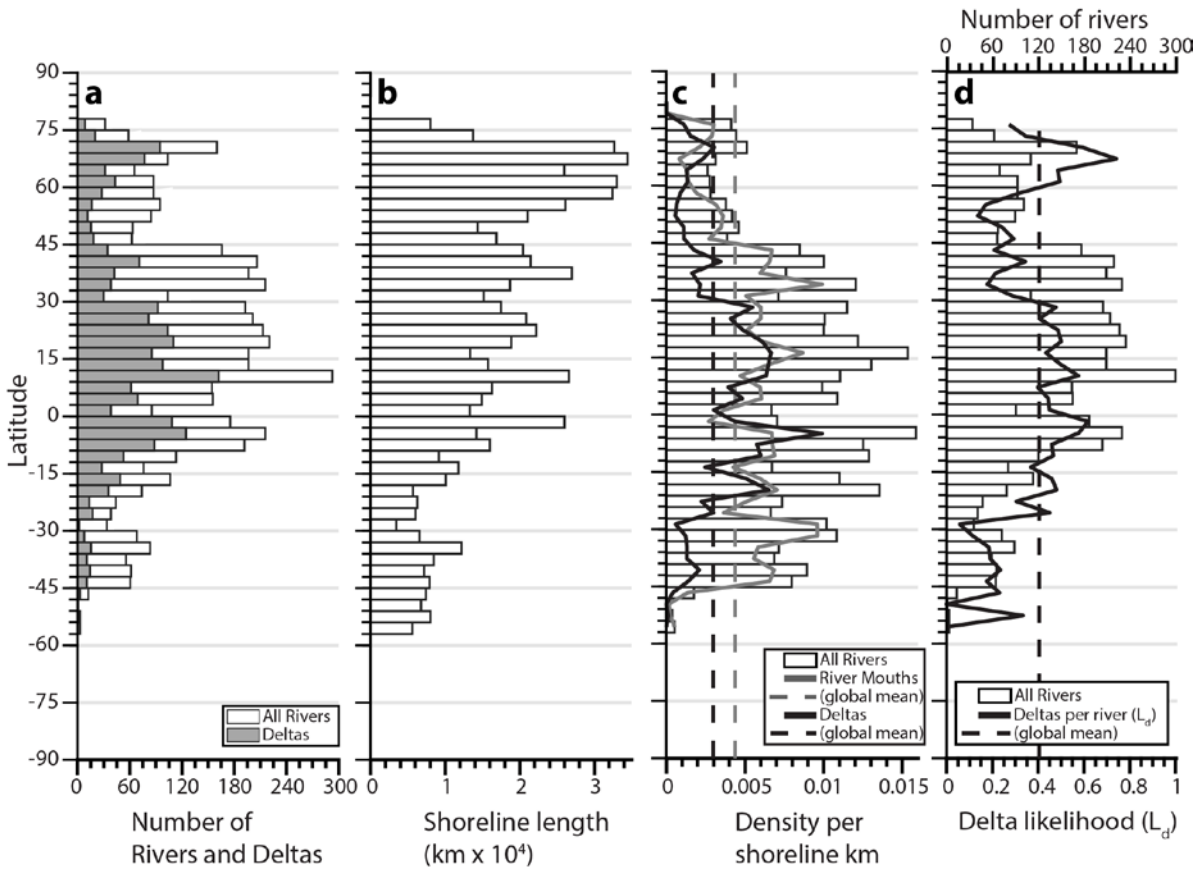 Number of rivers
0 60 120 180 240 300
a
b
c
d
90
75
60
45
30
15
0
-15
-30
-45
-60
-75
-90
Latitude
All Rivers
Deltas
All Rivers
River Mouths
(global mean)
Deltas
(global mean)
All Rivers
Deltas per river (Ld)
(global mean)
0 60 120 180 240 300
0 1 2 3
0 0.005 0.01 0.015
0 0.2 0.4 0.6 0.8 1
Number of
Rivers and Deltas
Shoreline length
(km x 10⁴)
Density per
shoreline km
Delta likelihood (Ld)